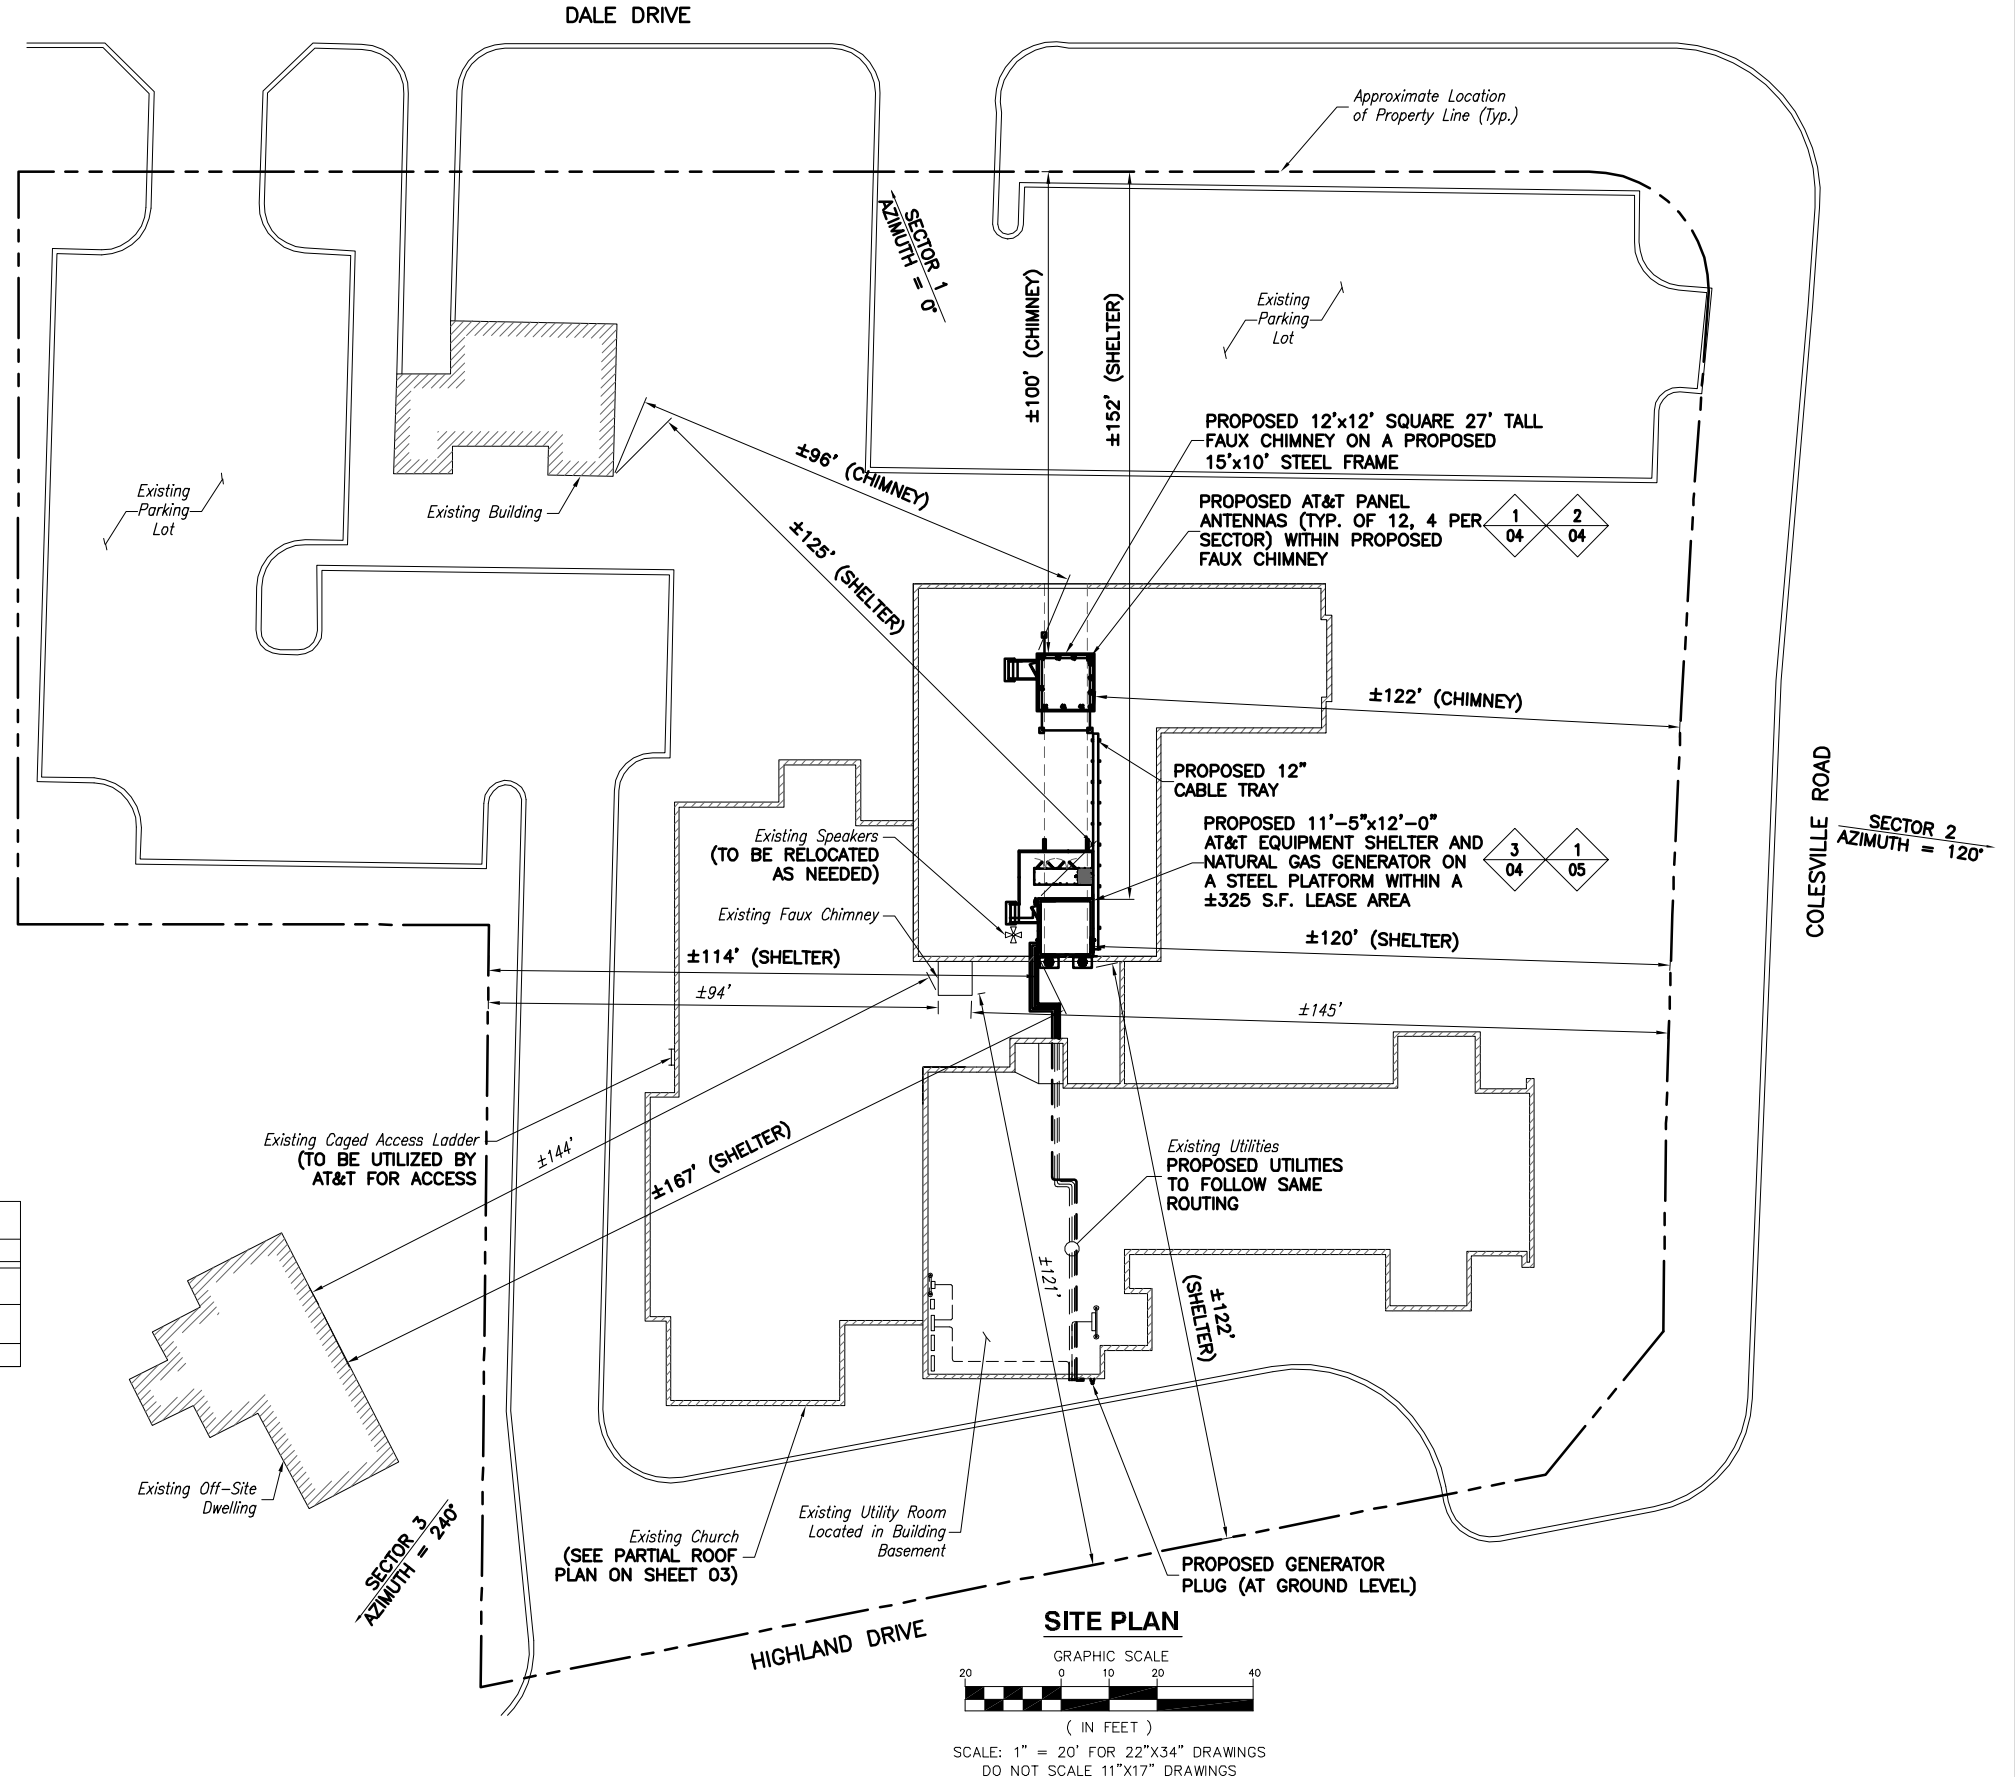 DALE DRIVE
Approximate Location
of Property Line (Typ.)
SECTOR 1
AZIMUTH = 0°
±100' (CHIMNEY)
±152' (SHELTER)
Existing
Parking
Lot
PROPOSED 12'x12' SQUARE 27' TALL
FAUX CHIMNEY ON A PROPOSED
15'x10' STEEL FRAME
±96' (CHIMNEY)
±125' (SHELTER)
Existing
Parking
Lot
Existing Building
PROPOSED AT&T PANEL
ANTENNAS (TYP. OF 12, 4 PER
SECTOR) WITHIN PROPOSED
FAUX CHIMNEY
1
04
2
04
±122' (CHIMNEY)
PROPOSED 12"
CABLE TRAY
COLESVILLE ROAD
SECTOR 2
AZIMUTH = 120°
Existing Speakers
(TO BE RELOCATED
AS NEEDED)
PROPOSED 11'-5"x12'-0"
AT&T EQUIPMENT SHELTER AND
NATURAL GAS GENERATOR ON
A STEEL PLATFORM WITHIN A
±325 S.F. LEASE AREA
3
04
1
05
Existing Faux Chimney
±114' (SHELTER)
±120' (SHELTER)
±94'
±145'
Existing Caged Access Ladder
(TO BE UTILIZED BY
AT&T FOR ACCESS
±144'
±167' (SHELTER)
Existing Utilities
PROPOSED UTILITIES
TO FOLLOW SAME
ROUTING
±121'
±122'
(SHELTER)
Existing Off-Site
Dwelling
SECTOR 3
AZIMUTH = 240°
Existing Church
(SEE PARTIAL ROOF
PLAN ON SHEET 03)
Existing Utility Room
Located in Building
Basement
PROPOSED GENERATOR
PLUG (AT GROUND LEVEL)
HIGHLAND DRIVE
SITE PLAN
GRAPHIC SCALE
20 0 10 20 40
( IN FEET )
SCALE: 1" = 20' FOR 22"X34" DRAWINGS
DO NOT SCALE 11"X17" DRAWINGS